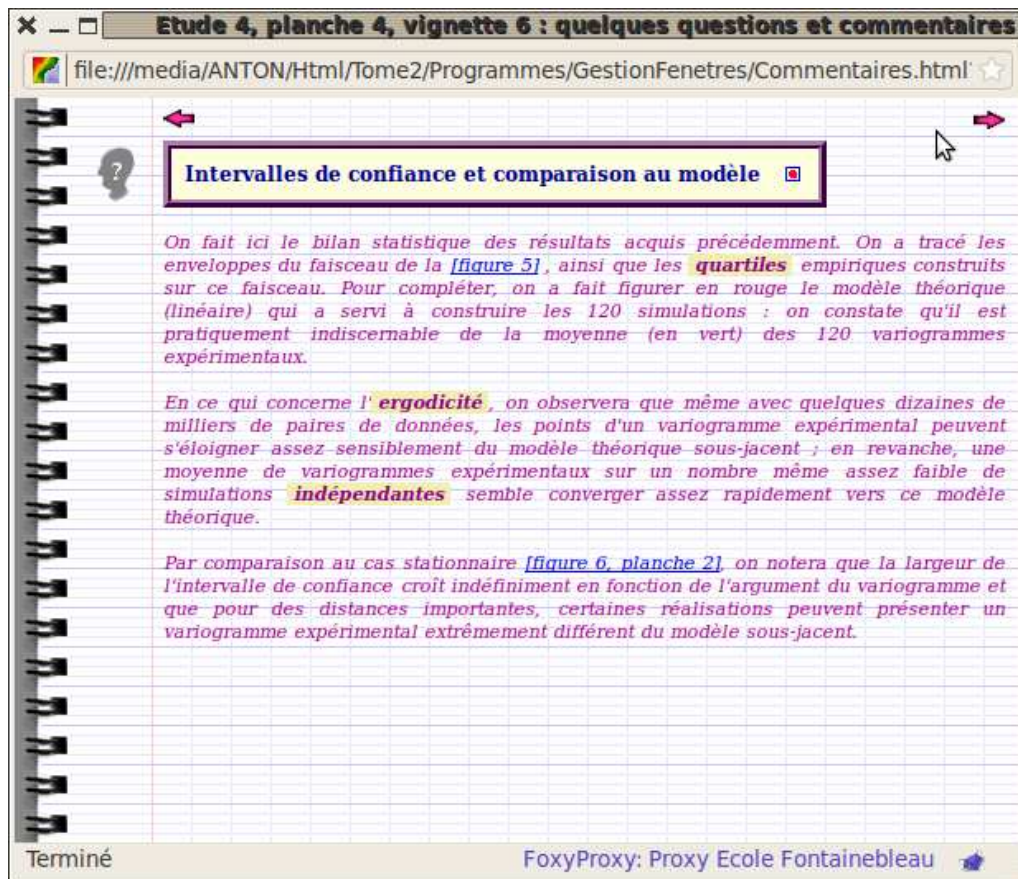 Etude 4, planche 4, vignette 6 : quelques questions et commentaires
file:///media/ANTON/Html/Tome2/Programmes/GestionFenetres/Commentaires.html
?
Intervalles de confiance et comparaison au modèle
On fait ici le bilan statistique des résultats acquis précédemment. On a tracé les
enveloppes du faisceau de la [figure 5] , ainsi que les quartiles empiriques construits
sur ce faisceau. Pour compléter, on a fait figurer en rouge le modèle théorique
(linéaire) qui a servi à construire les 120 simulations : on constate qu'il est
pratiquement indiscernable de la moyenne (en vert) des 120 variogrammes
expérimentaux.
En ce qui concerne l' ergodicité , on observera que même avec quelques dizaines de
milliers de paires de données, les points d'un variogramme expérimental peuvent
s'éloigner assez sensiblement du modèle théorique sous-jacent ; en revanche, une
moyenne de variogrammes expérimentaux sur un nombre même assez faible de
simulations indépendantes semble converger assez rapidement vers ce modèle
théorique.
Par comparaison au cas stationnaire [figure 6, planche 2], on notera que la largeur de
l'intervalle de confiance croît indéfiniment en fonction de l'argument du variogramme et
que pour des distances importantes, certaines réalisations peuvent présenter un
variogramme expérimental extrêmement différent du modèle sous-jacent.
Terminé
FoxyProxy: Proxy Ecole Fontainebleau